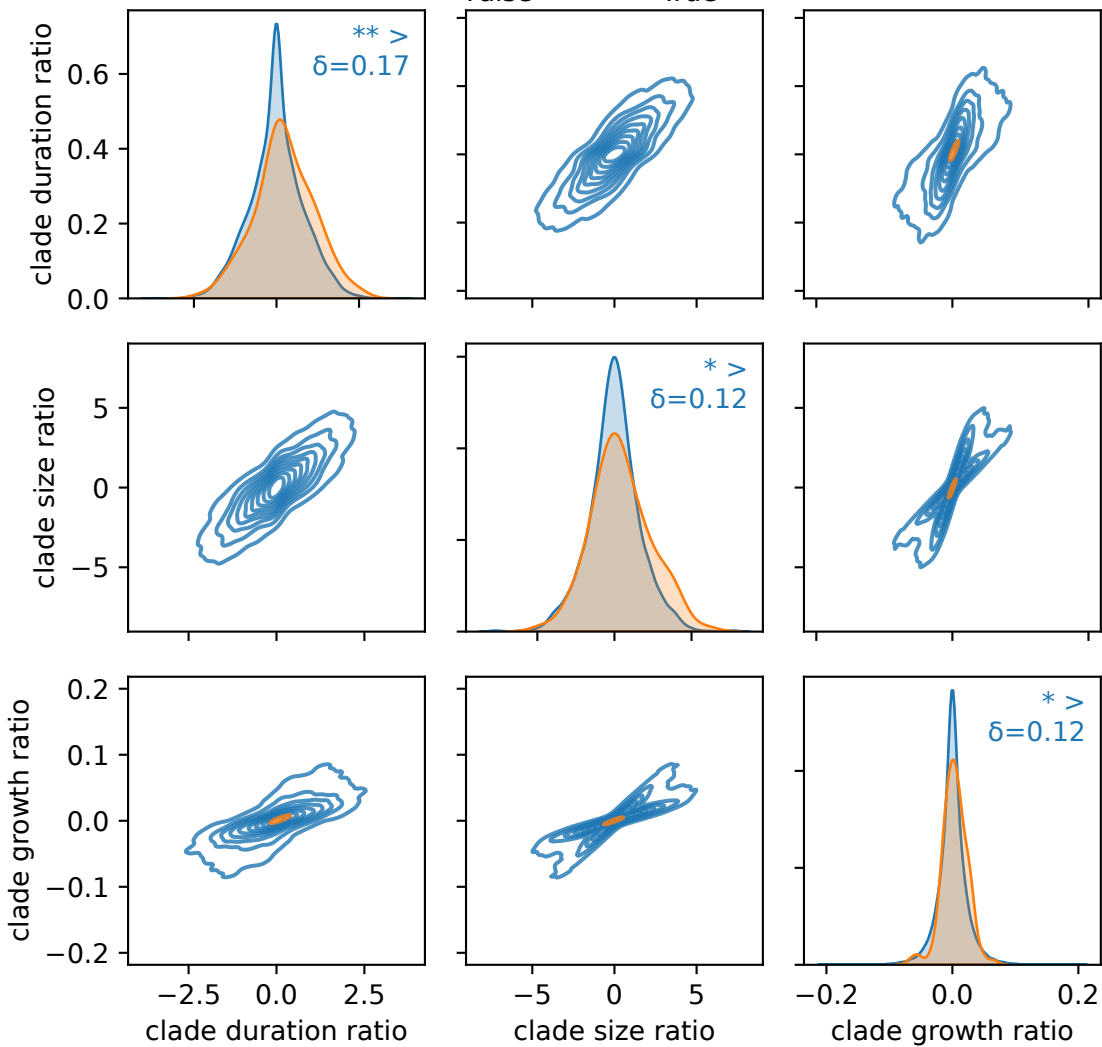 clade duration ratio
0.6
0.4
0.2
0.0
** >
δ=0.17
clade size ratio
5
0
−5
* >
δ=0.12
clade growth ratio
0.2
0.1
0.0
−0.1
−0.2
* >
δ=0.12
−2.5 0.0 2.5
−5 0 5
−0.2 0.0 0.2
clade duration ratio
clade size ratio
clade growth ratio